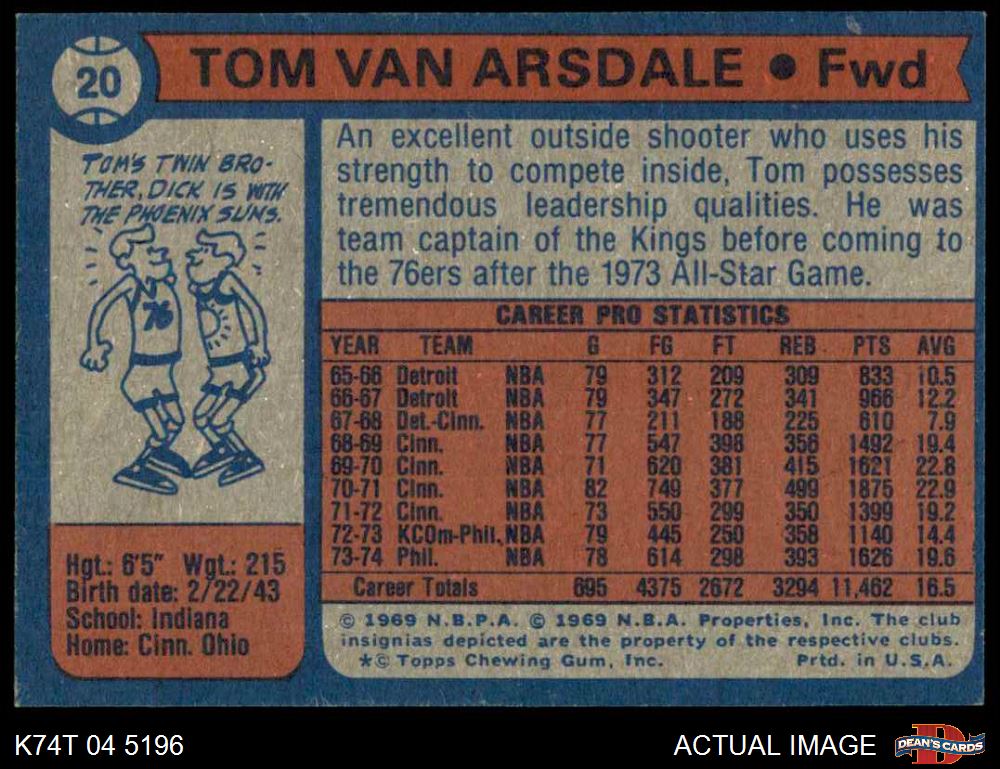 20
TOM VAN ARSDALE • Fwd
TOM'S TWIN BRO-
THER, DICK IS WITH
THE PHOENIX SUNS.
76
An excellent outside shooter who uses his
strength to compete inside, Tom possesses
tremendous leadership qualities. He was
team captain of the Kings before coming to
the 76ers after the 1973 All-Star Game.
CAREER PRO STATISTICS
YEAR TEAM G FG FT REB PTS AVG
65-66 Detroit NBA 79 312 209 309 833 10.5
66-67 Detroit NBA 79 347 272 341 966 12.2
67-68 Det.-Cinn. NBA 77 211 188 225 610 7.9
68-69 Cinn. NBA 77 547 398 356 1492 19.4
69-70 Cinn. NBA 71 620 381 415 1621 22.8
70-71 Cinn. NBA 82 749 377 499 1875 22.9
71-72 Cinn. NBA 73 550 299 350 1399 19.2
72-73 KCOm-Phil. NBA 79 445 250 358 1140 14.4
73-74 Phil. NBA 78 614 298 393 1626 19.6
Career Totals 695 4375 2672 3294 11,462 16.5
Hgt.: 6'5" Wgt.: 215
Birth date: 2/22/43
School: Indiana
Home: Cinn. Ohio
© 1969 N.B.P.A. © 1969 N.B.A. Properties, Inc. The club
insignias depicted are the property of the respective clubs.
*© Topps Chewing Gum, Inc. Prtd. in U.S.A.
K74T 04 5196
ACTUAL IMAGE
D
DEAN'S CARDS